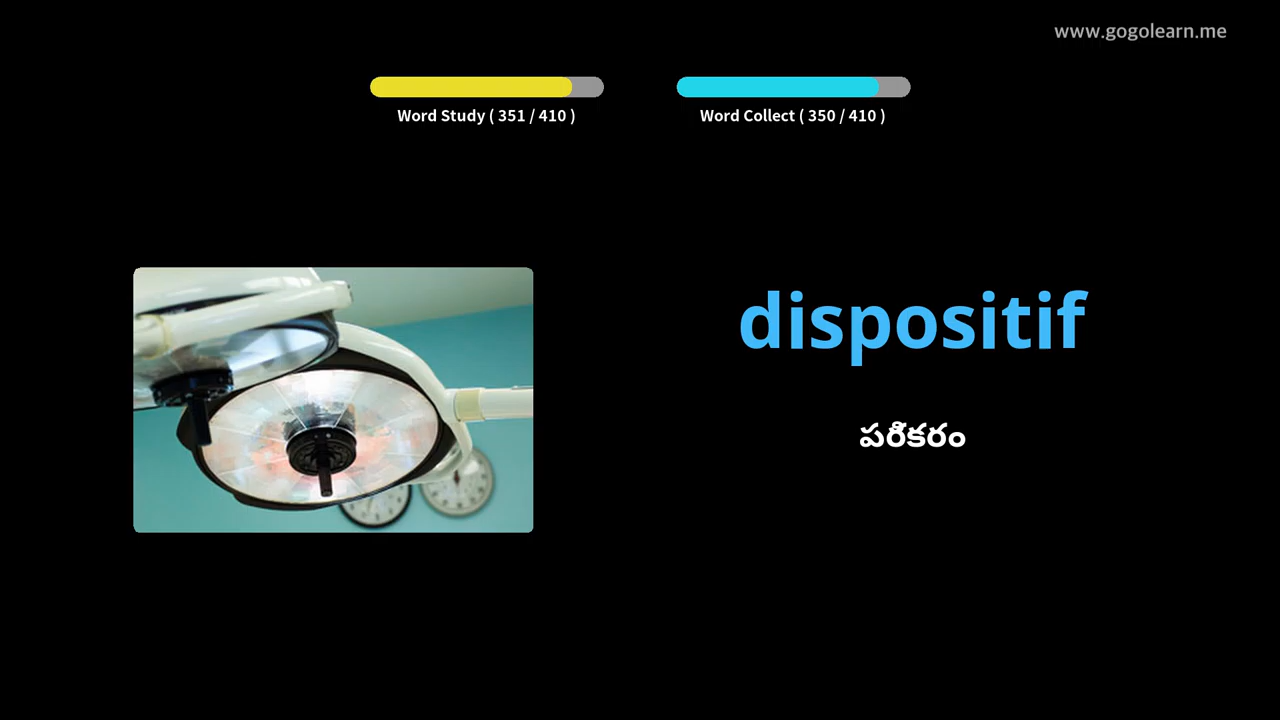 www.gogolearn.me
Word Study ( 351 / 410 )
Word Collect ( 350 / 410 )
dispositif
పరికరం